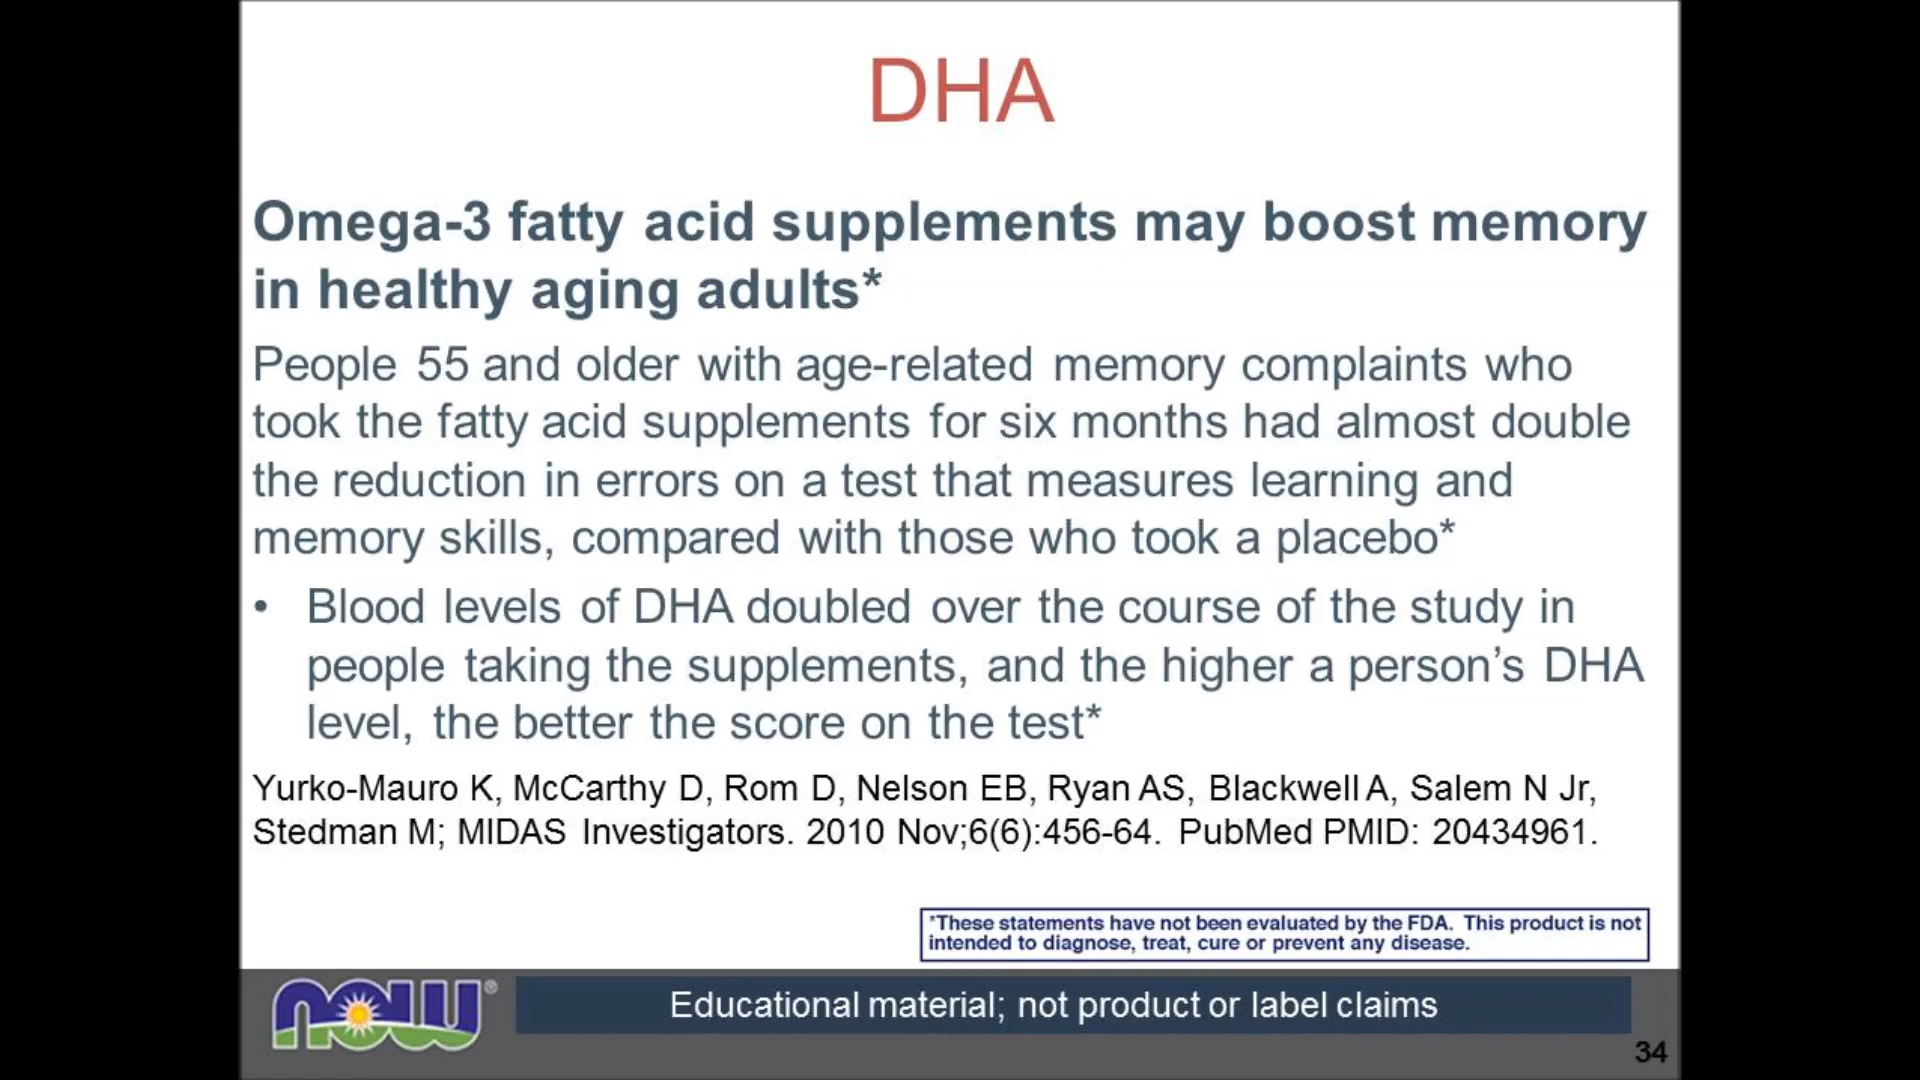 DHA
Omega-3 fatty acid supplements may boost memory
in healthy aging adults*
People 55 and older with age-related memory complaints who
took the fatty acid supplements for six months had almost double
the reduction in errors on a test that measures learning and
memory skills, compared with those who took a placebo*
• Blood levels of DHA doubled over the course of the study in
people taking the supplements, and the higher a person’s DHA
level, the better the score on the test*
Yurko-Mauro K, McCarthy D, Rom D, Nelson EB, Ryan AS, Blackwell A, Salem N Jr,
Stedman M; MIDAS Investigators. 2010 Nov;6(6):456-64. PubMed PMID: 20434961.
*These statements have not been evaluated by the FDA. This product is not
intended to diagnose, treat, cure or prevent any disease.
now®
Educational material; not product or label claims
34